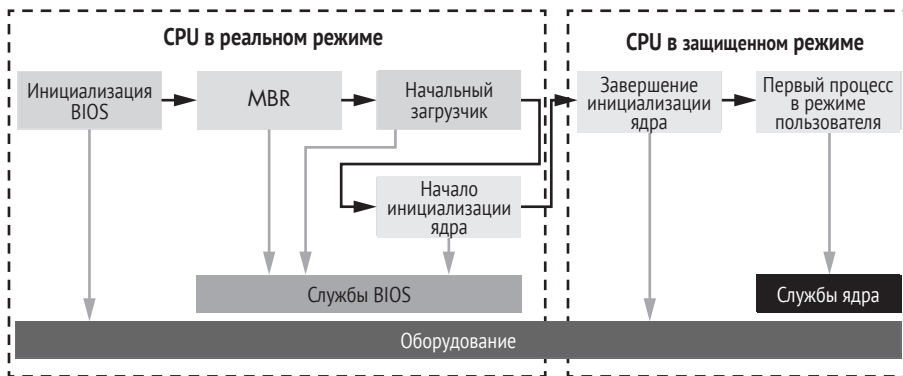 CPU в реальном режиме
CPU в защищенном режиме
Инициализация
BIOS
MBR
Начальный
загрузчик
Завершение
инициализации
ядра
Первый процесс
в режиме
пользователя
Начало
инициализации
ядра
Службы BIOS
Службы ядра
Оборудование